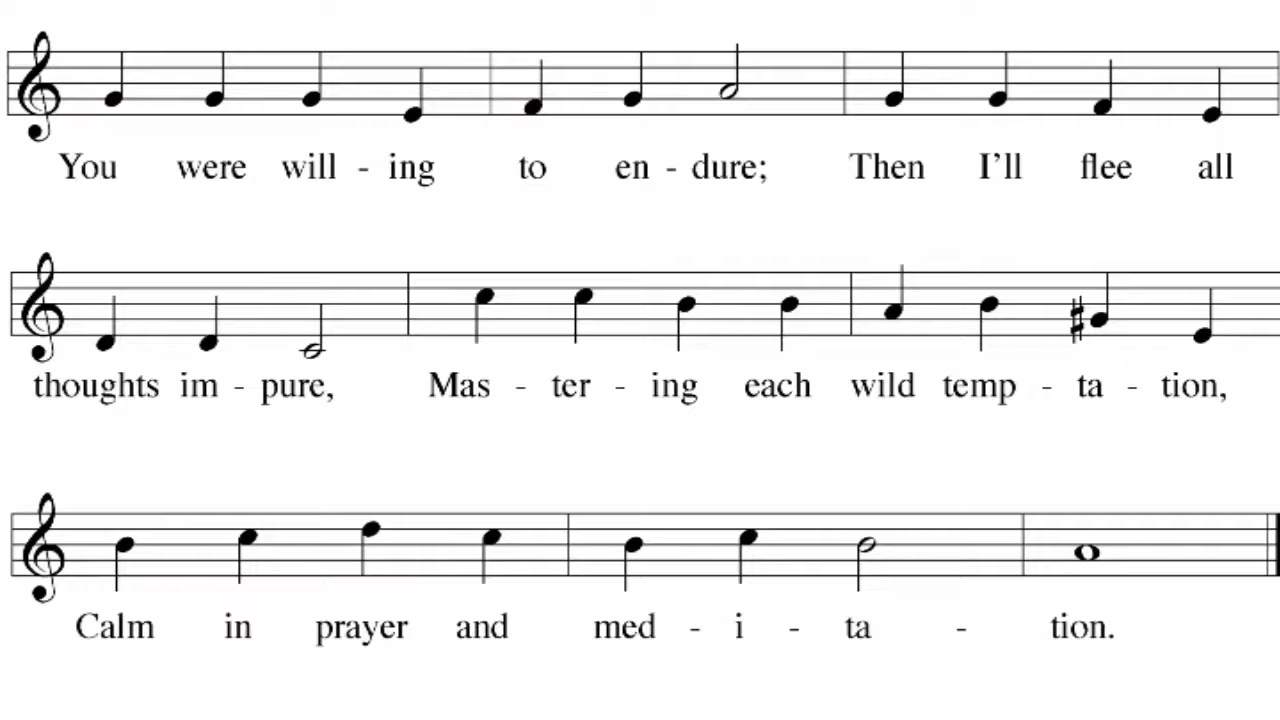 You were will - ing to en - dure; Then I'll flee all
thoughts im - pure, Mas - ter - ing each wild temp - ta - tion,
Calm in prayer and med - i - ta - tion.